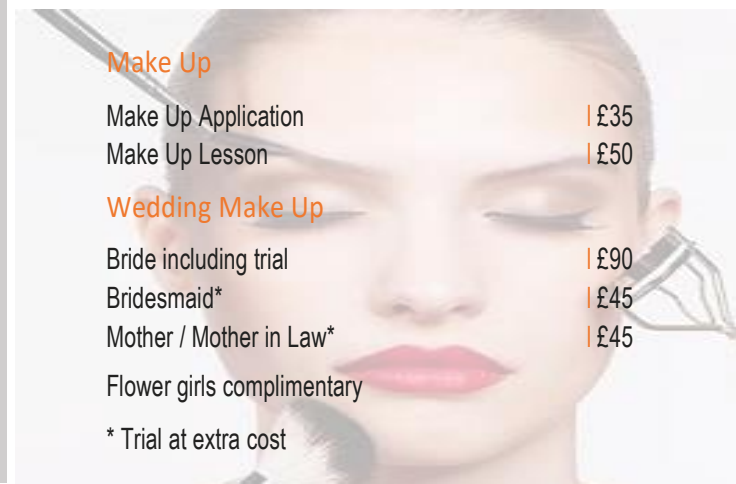 Make Up
Make Up Application | £35
Make Up Lesson | £50
Wedding Make Up
Bride including trial | £90
Bridesmaid* | £45
Mother / Mother in Law* | £45
Flower girls complimentary
* Trial at extra cost